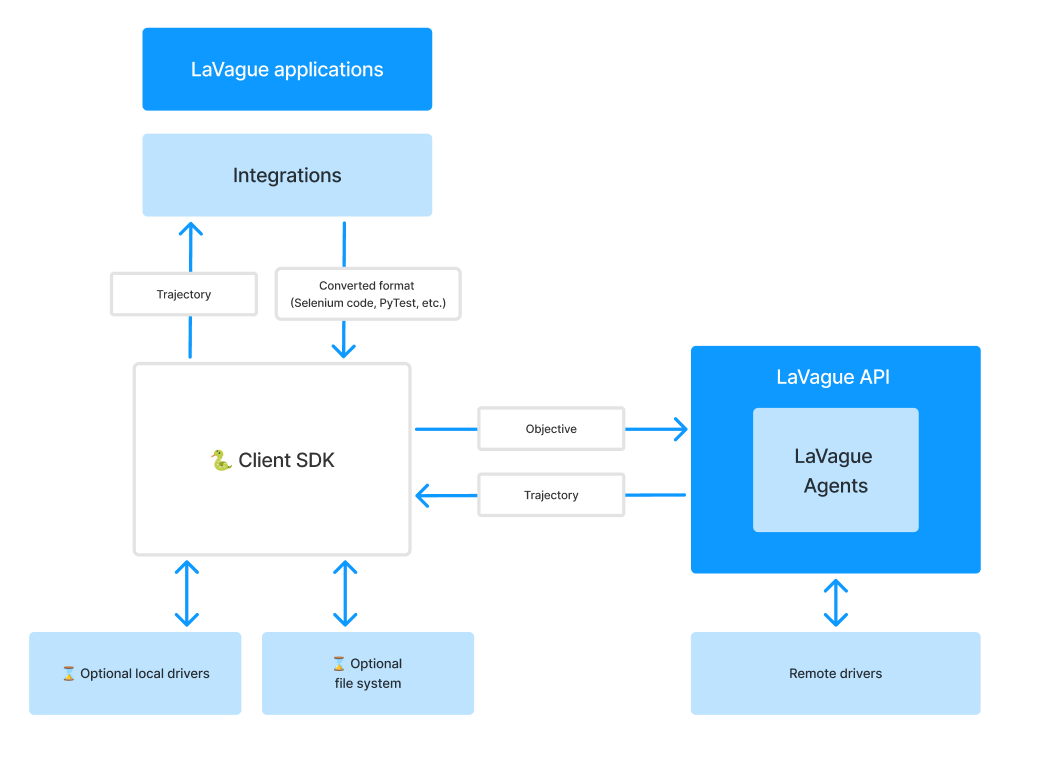 LaVague applications
Integrations
Trajectory
Converted format
(Selenium code, PyTest, etc.)
LaVague API
Objective
🐍 Client SDK
LaVague
Agents
Trajectory
⌛ Optional local drivers
⌛ Optional
file system
Remote drivers